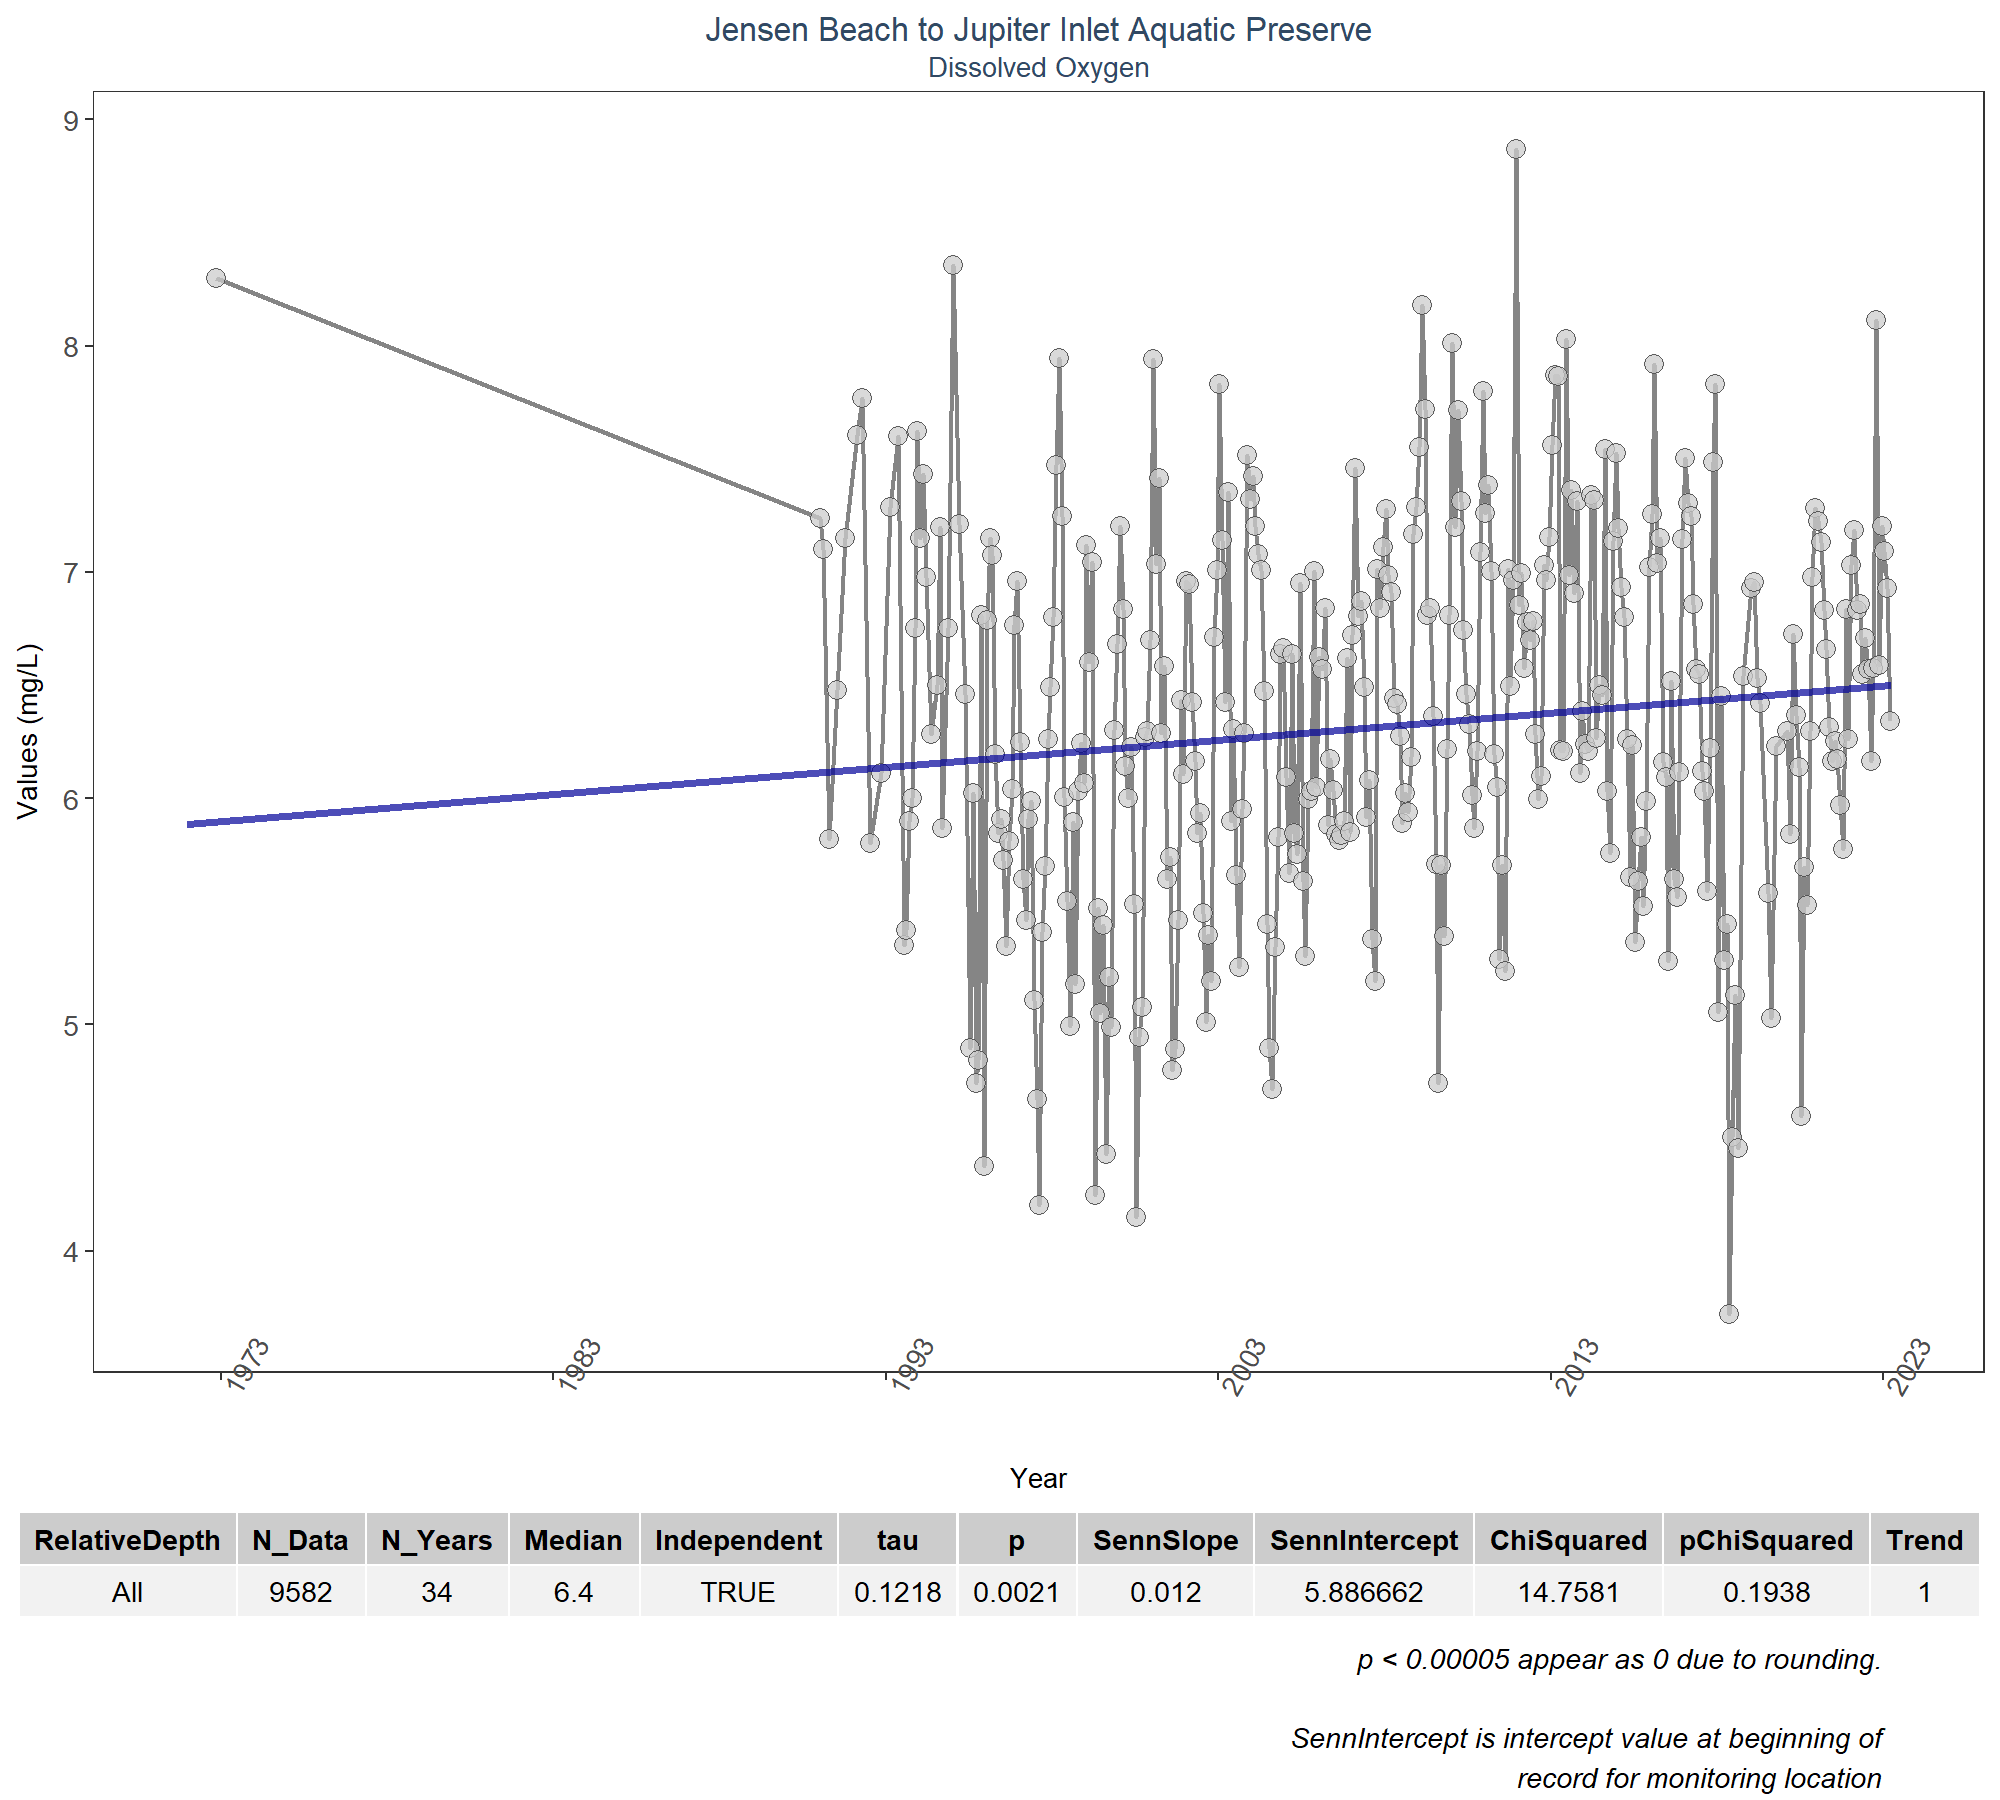 Jensen Beach to Jupiter Inlet Aquatic Preserve
Dissolved Oxygen
9
8
7
6
5
4
Values (mg/L)
1973 1983 1993 2003 2013 2023
Year
RelativeDepth N_Data N_Years Median Independent tau p SennSlope SennIntercept ChiSquared pChiSquared Trend
All 9582 34 6.4 TRUE 0.1218 0.0021 0.012 5.886662 14.7581 0.1938 1
p < 0.00005 appear as 0 due to rounding.
SennIntercept is intercept value at beginning of
record for monitoring location